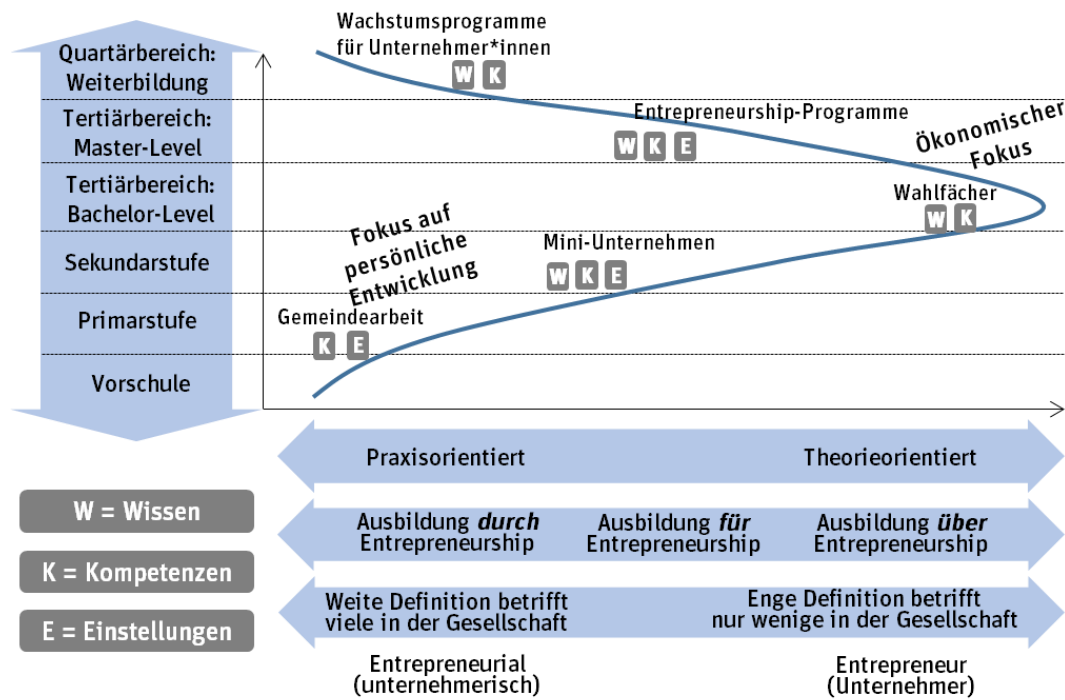 Wachstumsprogramme
für Unternehmer*innen
W K
Quartärbereich:
Weiterbildung
Entrepreneurship-Programme
W K E
Tertiärbereich:
Master-Level
Ökonomischer
Fokus
Tertiärbereich:
Bachelor-Level
Wahlfächer
W K
Fokus auf
persönliche
Entwicklung
Mini-Unternehmen
W K E
Sekundarstufe
Gemeindearbeit
K E
Primarstufe
Vorschule
Praxisorientiert
Theorieorientiert
W = Wissen
K = Kompetenzen
E = Einstellungen
Ausbildung durch
Entrepreneurship
Ausbildung für
Entrepreneurship
Ausbildung über
Entrepreneurship
Weite Definition betrifft
viele in der Gesellschaft
Enge Definition betrifft
nur wenige in der Gesellschaft
Entrepreneurial
(unternehmerisch)
Entrepreneur
(Unternehmer)